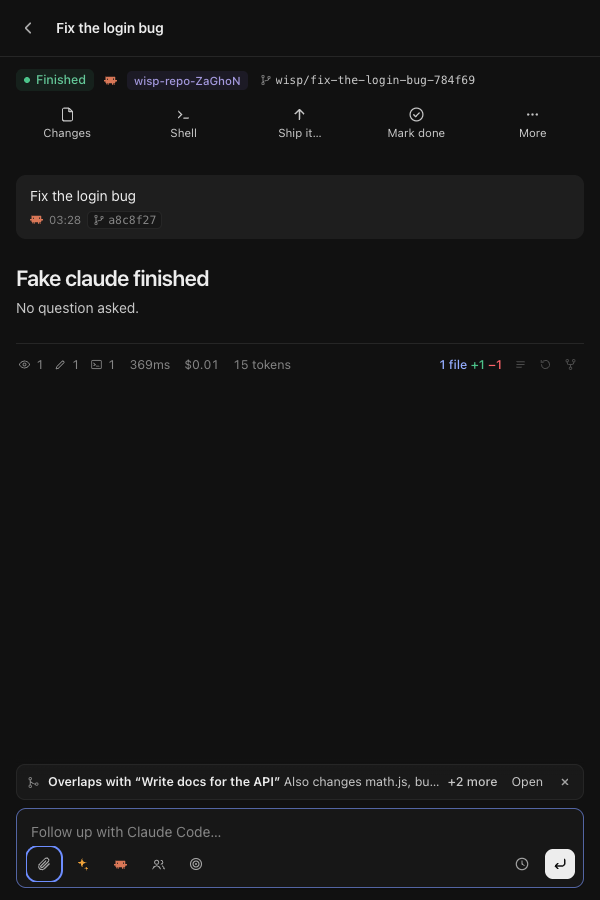 Fix the login bug
Finished wisp-repo-ZaGhoN wisp/fix-the-login-bug-784f69
Changes Shell Ship it... Mark done More
Fix the login bug
03:28 a8c8f27
Fake claude finished
No question asked.
1 1 1 369ms $0.01 15 tokens 1 file +1 −1
Overlaps with “Write docs for the API” Also changes math.js, bu... +2 more Open
Follow up with Claude Code...